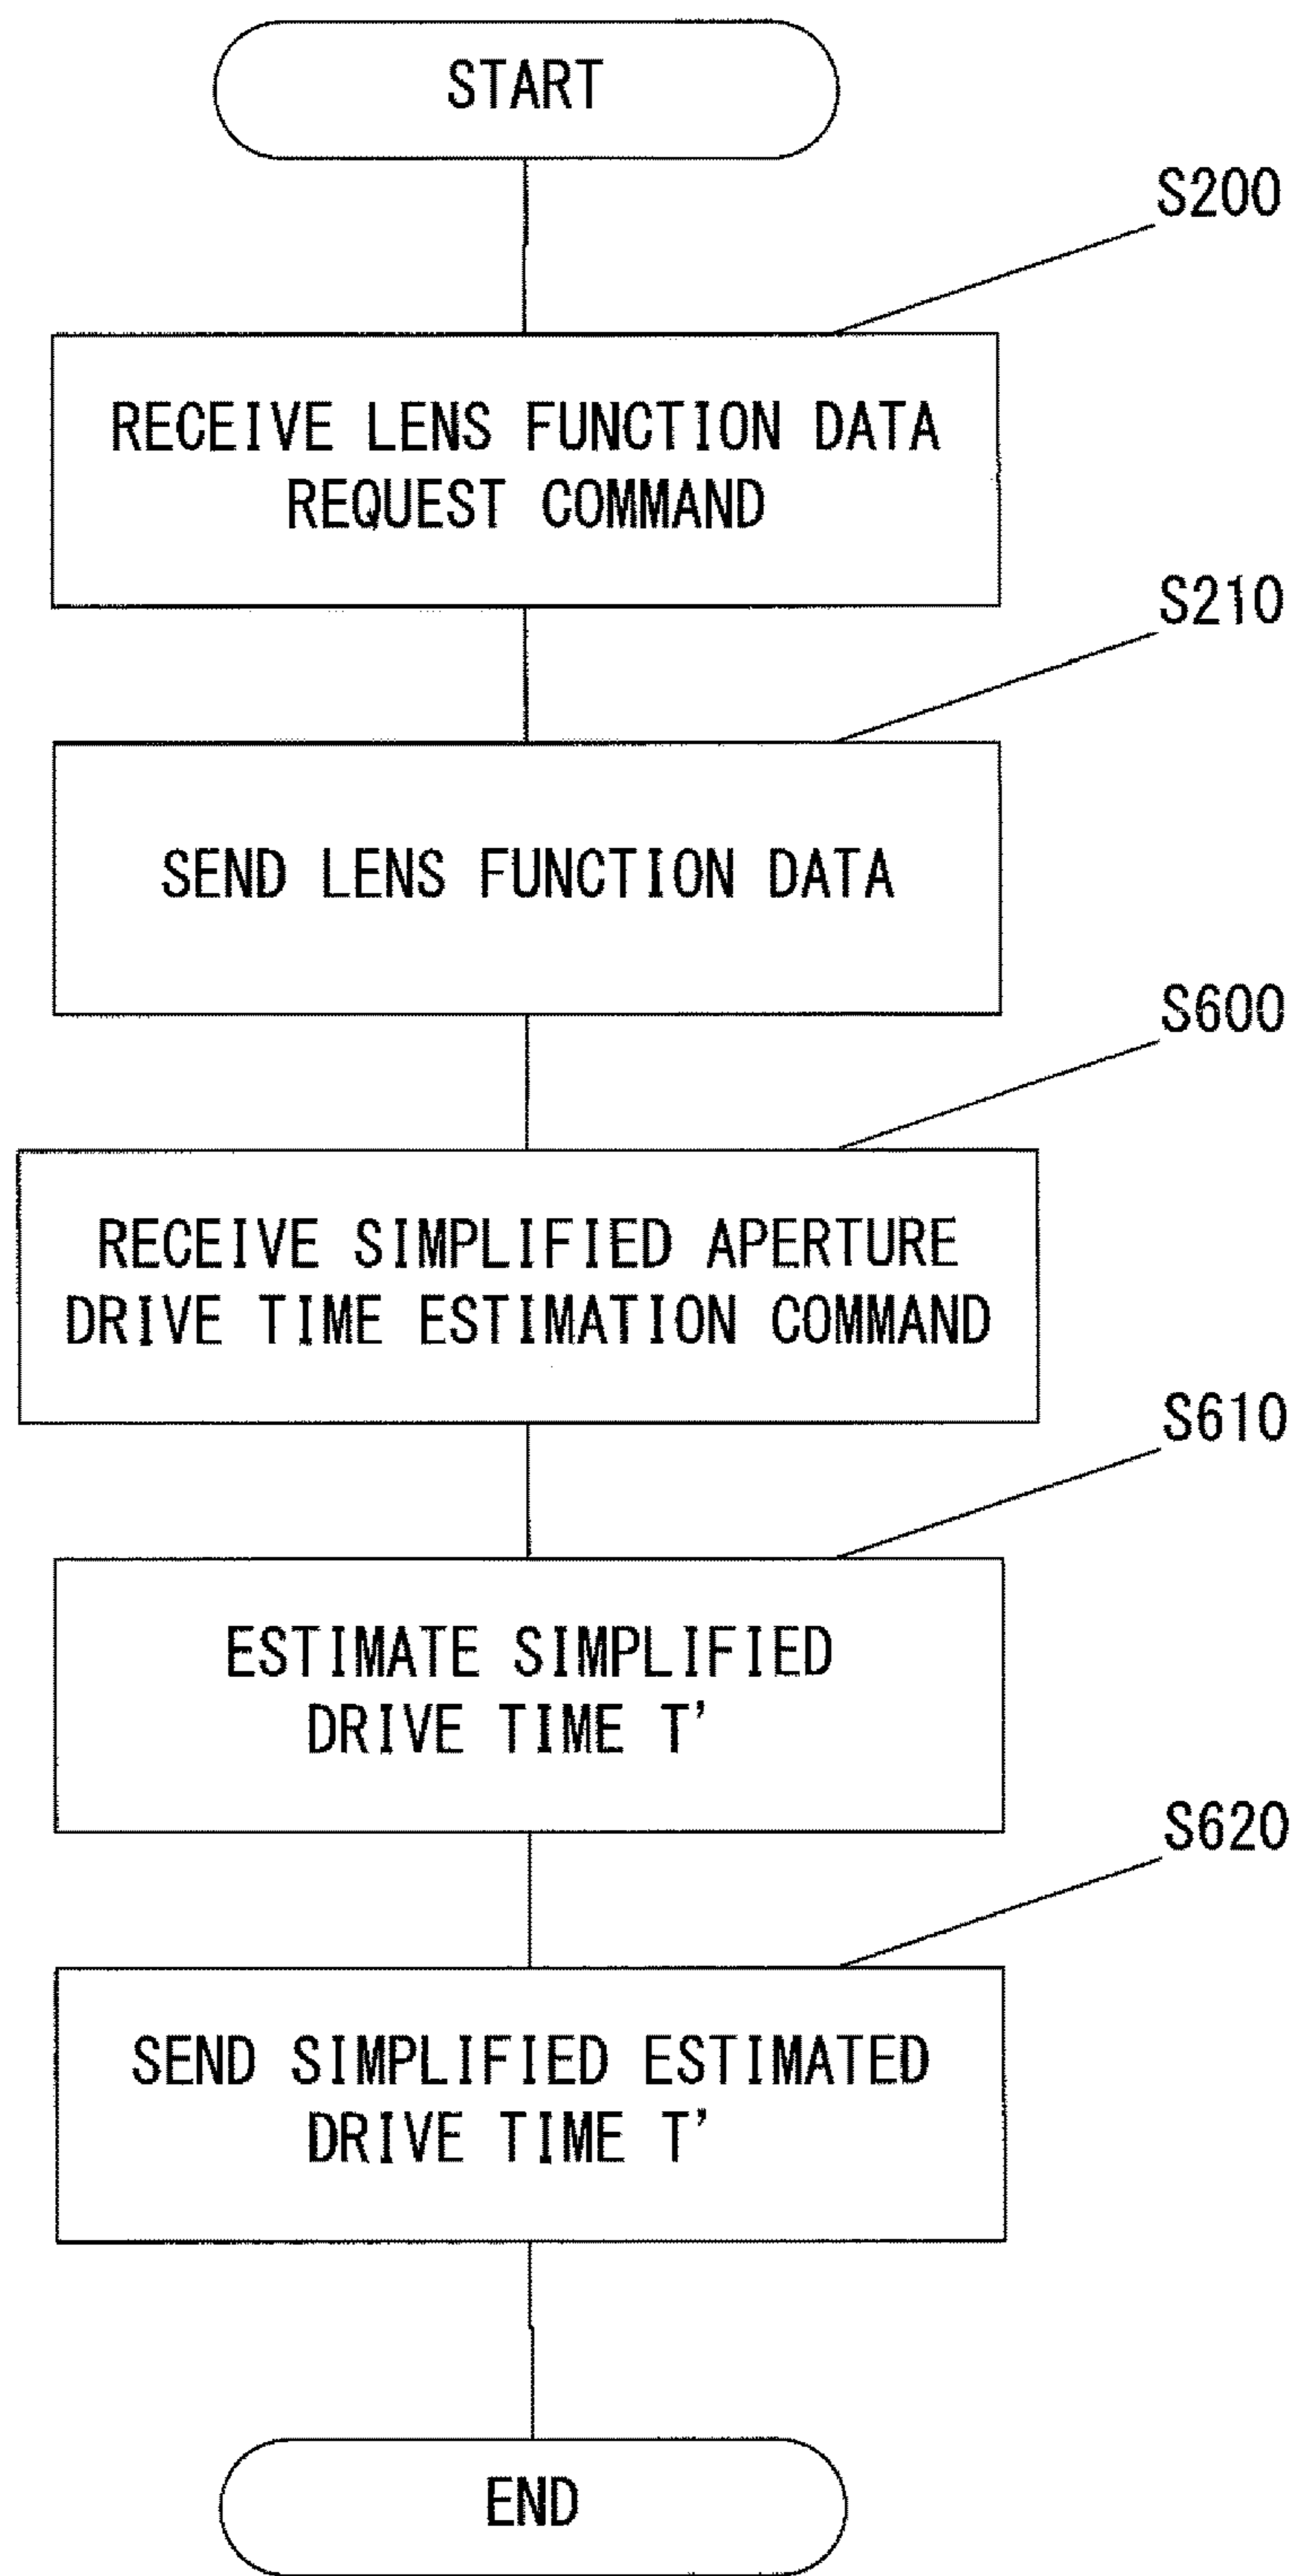 START
S200
RECEIVE LENS FUNCTION DATA
REQUEST COMMAND
S210
SEND LENS FUNCTION DATA
S600
RECEIVE SIMPLIFIED APERTURE
DRIVE TIME ESTIMATION COMMAND
S610
ESTIMATE SIMPLIFIED
DRIVE TIME T'
S620
SEND SIMPLIFIED ESTIMATED
DRIVE TIME T'
END